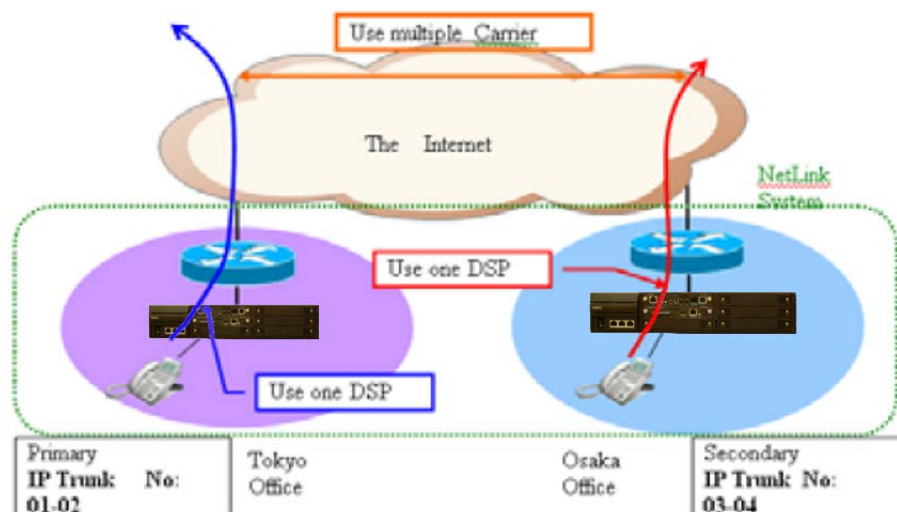 Use multiple Carrier
The Internet
NetLink
System
Use one DSP
Use one DSP
Primary
IP Trunk No:
01-02
Tokyo
Office
Osaka
Office
Secondary
IP Trunk No:
03-04